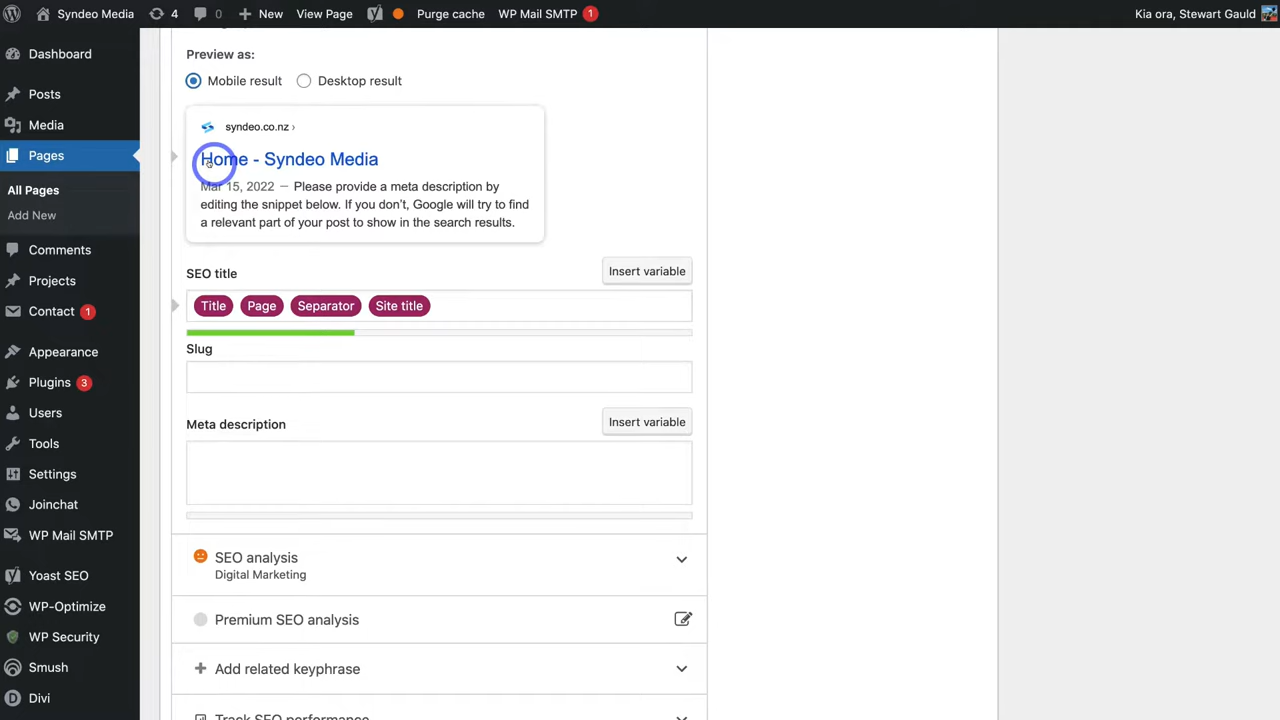 Syndeo Media 4 0 New View Page Purge cache WP Mail SMTP 1 Kia ora, Stewart Gauld
Dashboard
Posts
Media
Pages
All Pages
Add New
Comments
Projects
Contact 1
Appearance
Plugins 3
Users
Tools
Settings
Joinchat
WP Mail SMTP
Yoast SEO
WP-Optimize
WP Security
Smush
Divi
Preview as:
Mobile result Desktop result
syndeo.co.nz ›
Home - Syndeo Media
Mar 15, 2022 — Please provide a meta description by
editing the snippet below. If you don’t, Google will try to find
a relevant part of your post to show in the search results.
SEO title Insert variable
Title Page Separator Site title
Slug
Meta description Insert variable
SEO analysis
Digital Marketing
Premium SEO analysis
Add related keyphrase
Track SEO performance